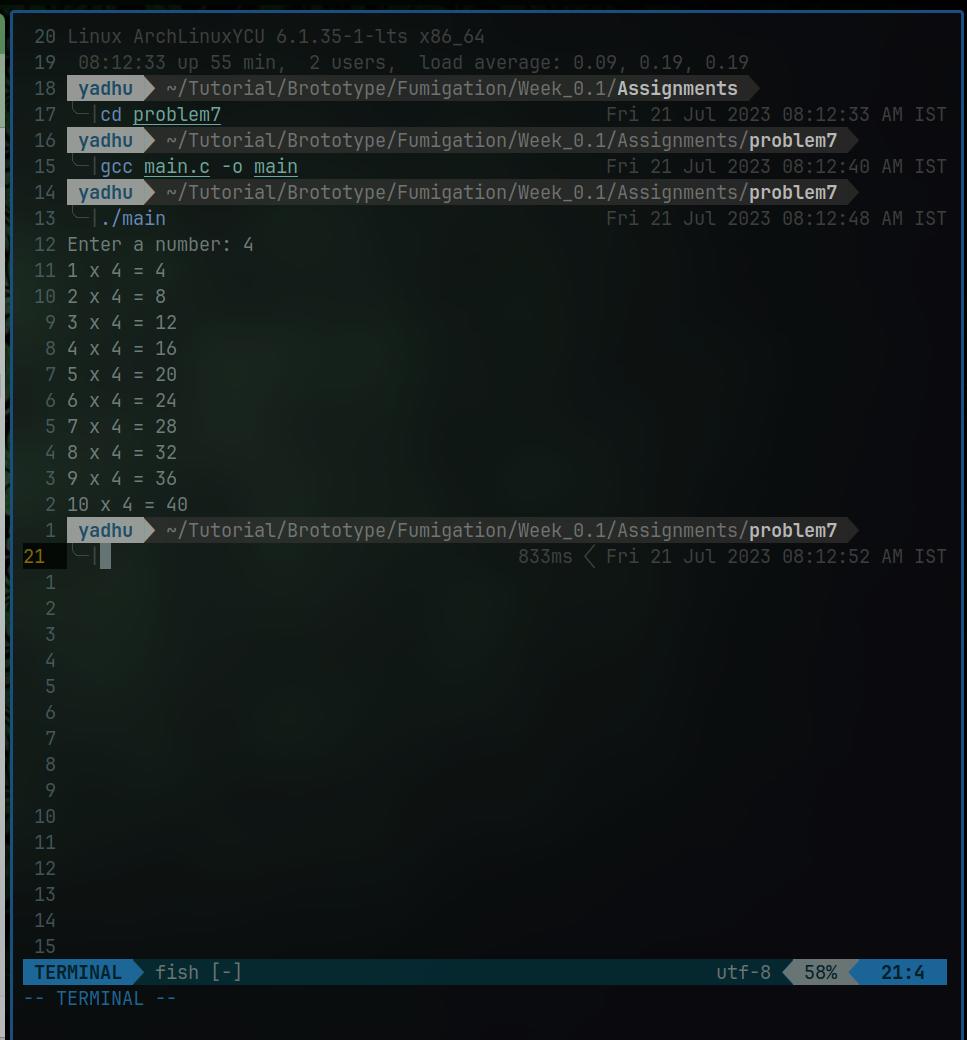 20 Linux ArchLinuxYCU 6.1.35-1-lts x86_64
19  08:12:33 up 55 min,  2 users,  load average: 0.09, 0.19, 0.19
18 yadhu ~/Tutorial/Brototype/Fumigation/Week_0.1/Assignments
17 ╰─|cd problem7 Fri 21 Jul 2023 08:12:33 AM IST
16 yadhu ~/Tutorial/Brototype/Fumigation/Week_0.1/Assignments/problem7
15 ╰─|gcc main.c -o main Fri 21 Jul 2023 08:12:40 AM IST
14 yadhu ~/Tutorial/Brototype/Fumigation/Week_0.1/Assignments/problem7
13 ╰─|./main Fri 21 Jul 2023 08:12:48 AM IST
12 Enter a number: 4
11 1 x 4 = 4
10 2 x 4 = 8
9 3 x 4 = 12
8 4 x 4 = 16
7 5 x 4 = 20
6 6 x 4 = 24
5 7 x 4 = 28
4 8 x 4 = 32
3 9 x 4 = 36
2 10 x 4 = 40
1 yadhu ~/Tutorial/Brototype/Fumigation/Week_0.1/Assignments/problem7
21 ╰─| 833ms Fri 21 Jul 2023 08:12:52 AM IST
1
2
3
4
5
6
7
8
9
10
11
12
13
14
15
TERMINAL fish [-] utf-8 58% 21:4
-- TERMINAL --